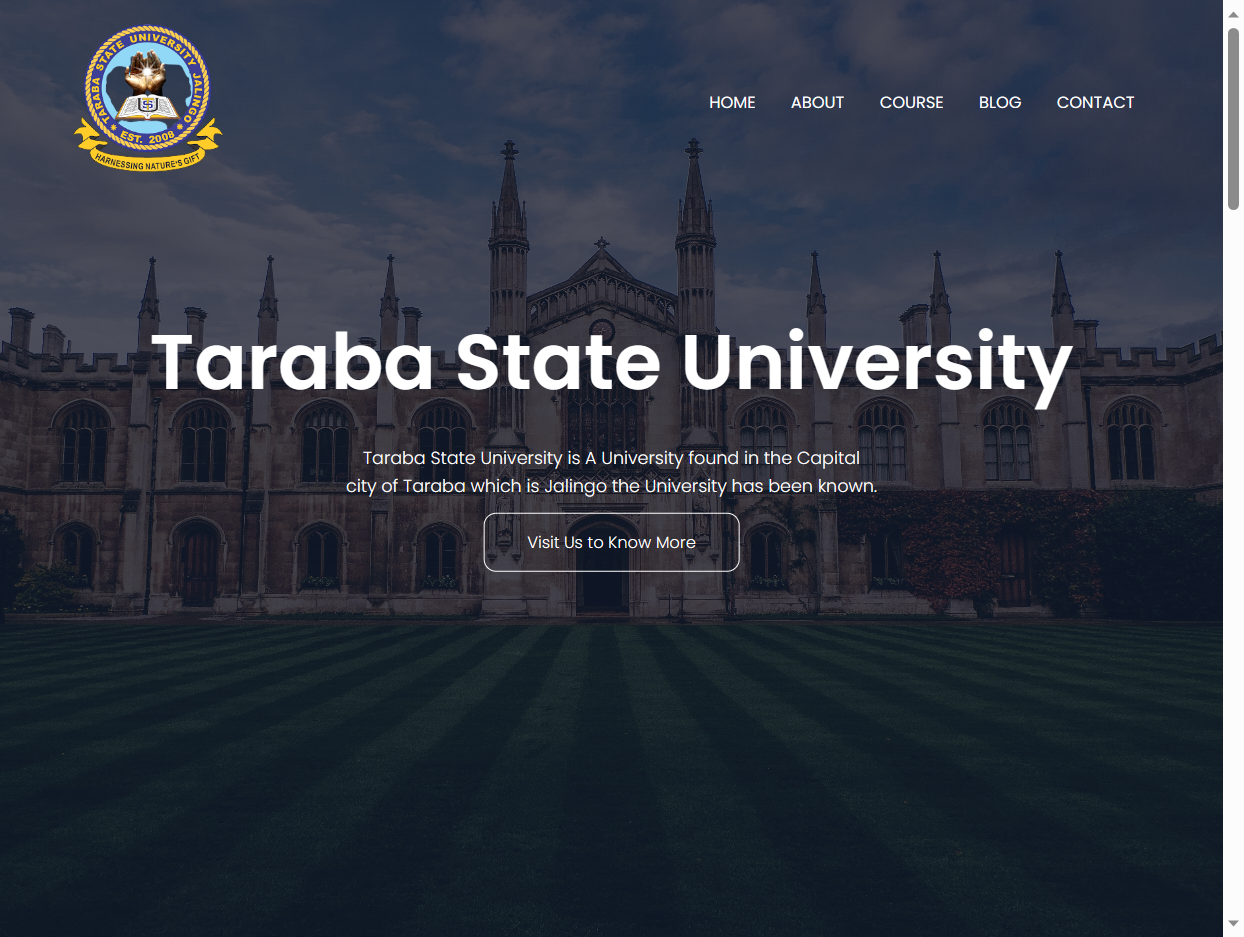 TARABA STATE UNIVERSITY JALINGO
EST. 2008
HARNESSING NATURE'S GIFT
HOME ABOUT COURSE BLOG CONTACT
Taraba State University
Taraba State University is A University found in the Capital
city of Taraba which is Jalingo the University has been known.
Visit Us to Know More